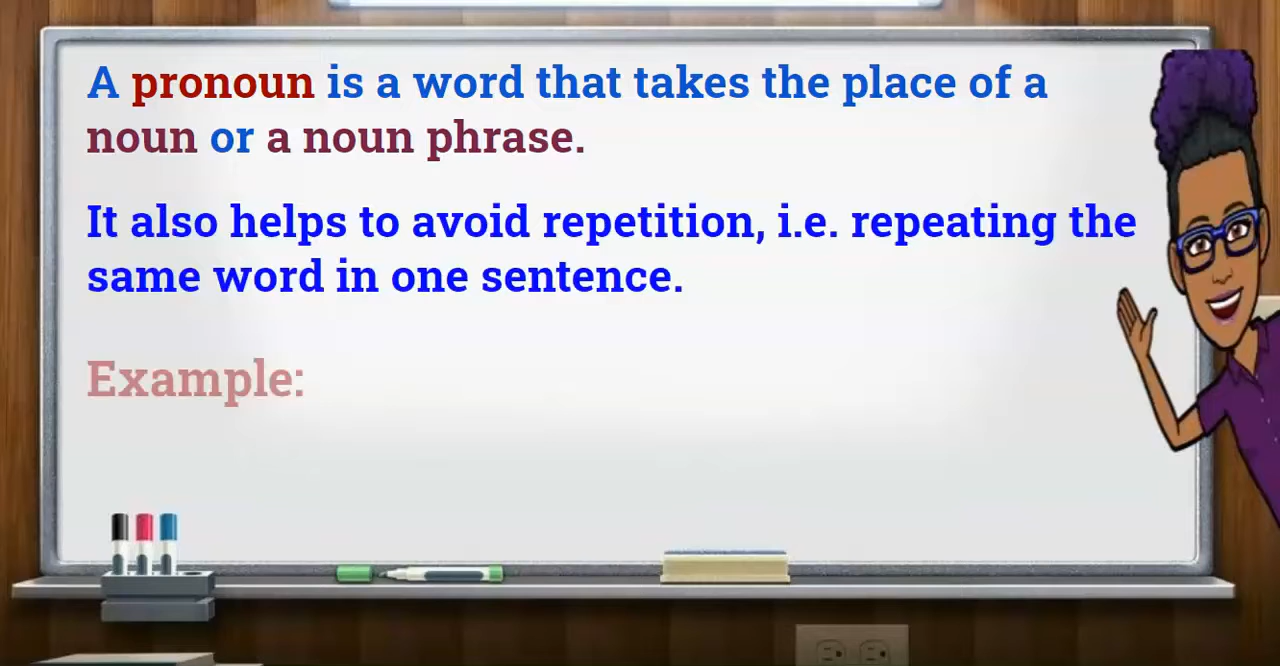 A pronoun is a word that takes the place of a
noun or a noun phrase.
It also helps to avoid repetition, i.e. repeating the
same word in one sentence.
Example: